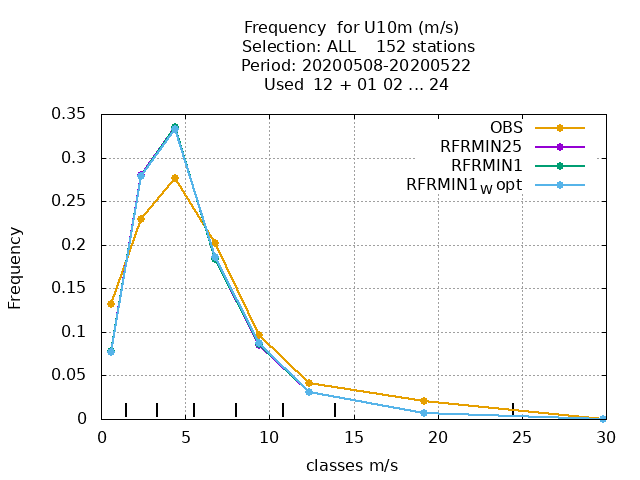 Frequency  for U10m (m/s)
Selection: ALL    152 stations
Period: 20200508-20200522
Used  12 + 01 02 ... 24
0.35
0.3
0.25
0.2
0.15
0.1
0.05
0
Frequency
OBS
RFRMIN25
RFRMIN1
RFRMIN1w opt
0 5 10 15 20 25 30
classes m/s